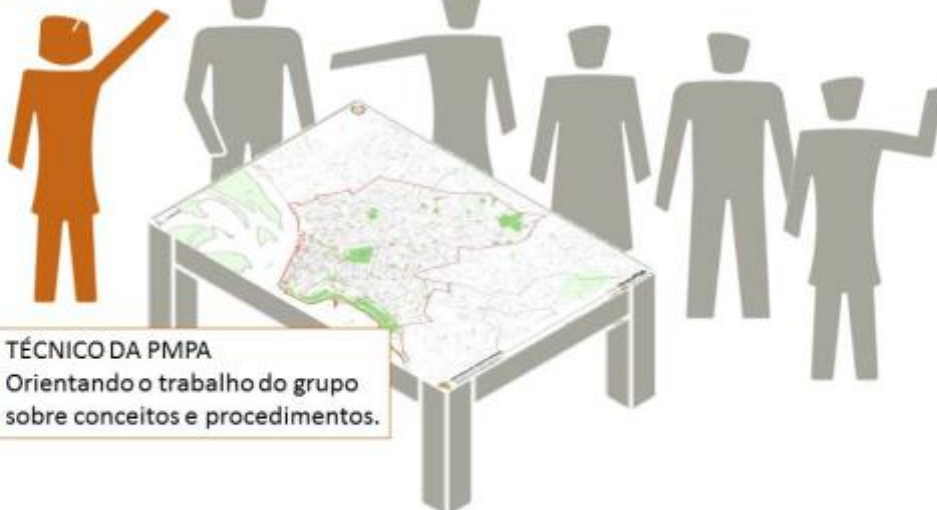 TÉCNICO DA PMPA
Orientando o trabalho do grupo
sobre conceitos e procedimentos.